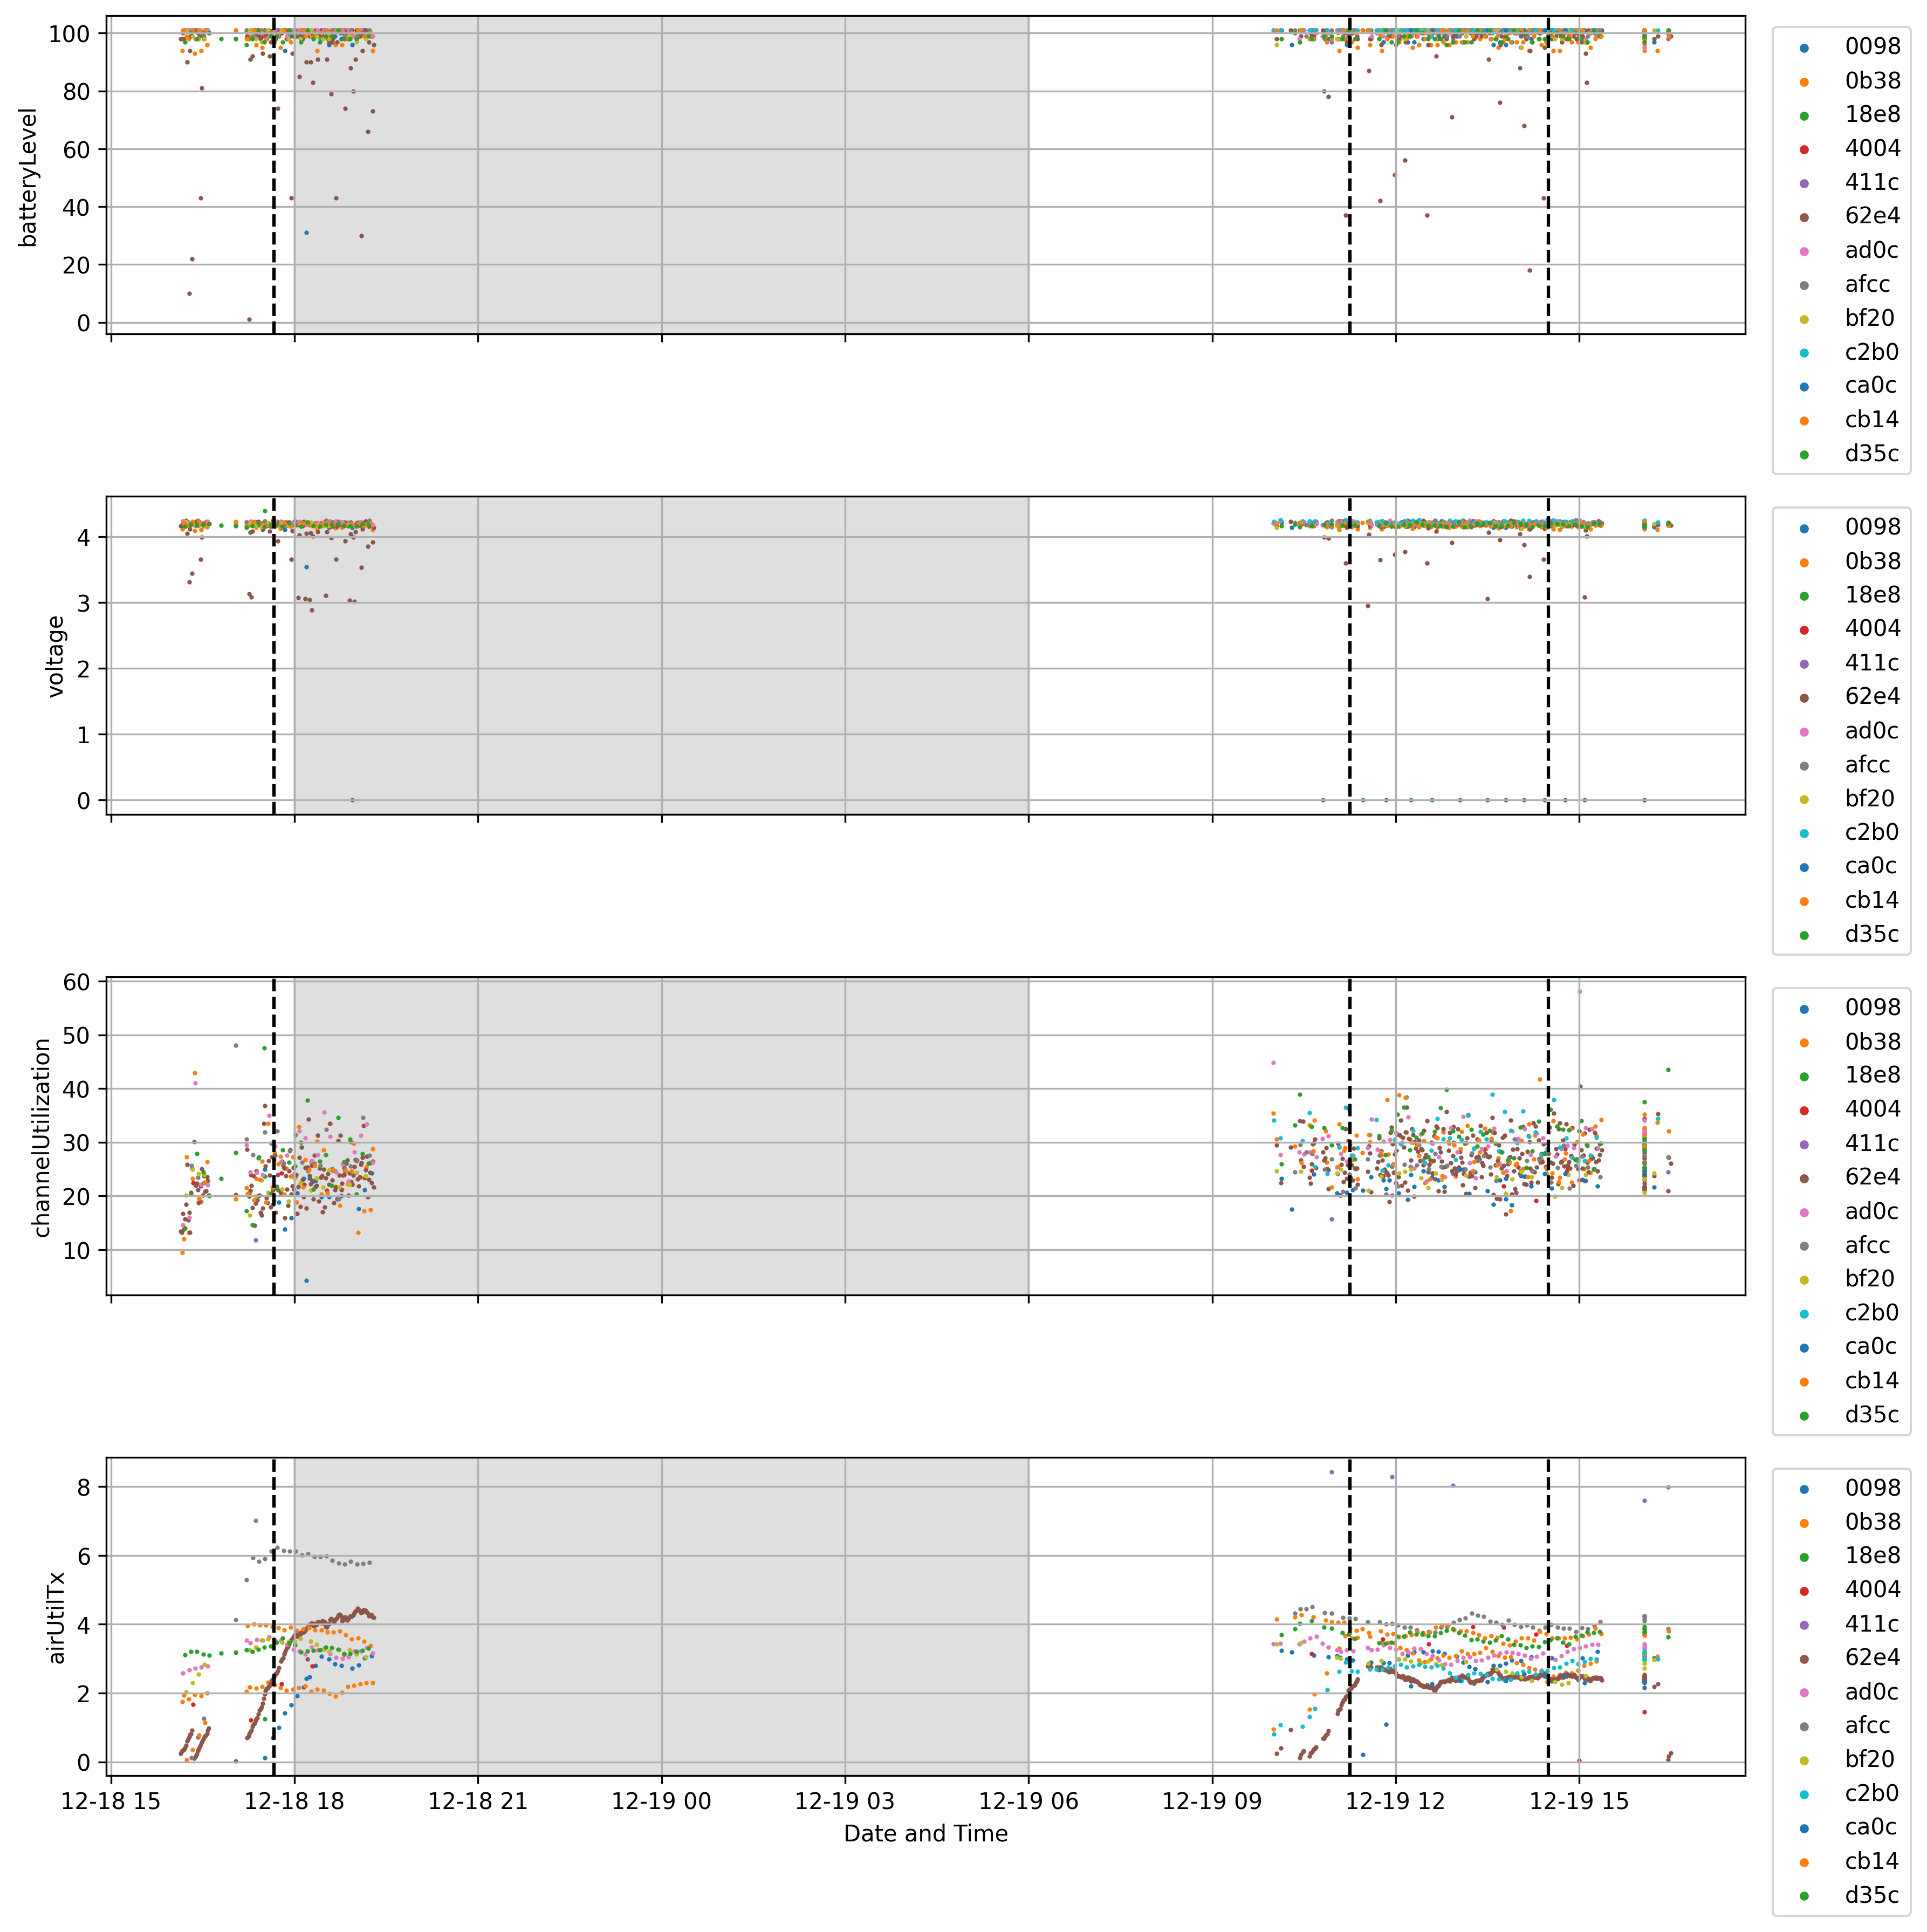 batteryLevel
100
80
60
40
20
0
0098
0b38
18e8
4004
411c
62e4
ad0c
afcc
bf20
c2b0
ca0c
cb14
d35c
voltage
4
3
2
1
0
0098
0b38
18e8
4004
411c
62e4
ad0c
afcc
bf20
c2b0
ca0c
cb14
d35c
channelUtilization
60
50
40
30
20
10
0098
0b38
18e8
4004
411c
62e4
ad0c
afcc
bf20
c2b0
ca0c
cb14
d35c
airUtilTx
8
6
4
2
0
0098
0b38
18e8
4004
411c
62e4
ad0c
afcc
bf20
c2b0
ca0c
cb14
d35c
12-18 15 12-18 18 12-18 21 12-19 00 12-19 03 12-19 06 12-19 09 12-19 12 12-19 15
Date and Time